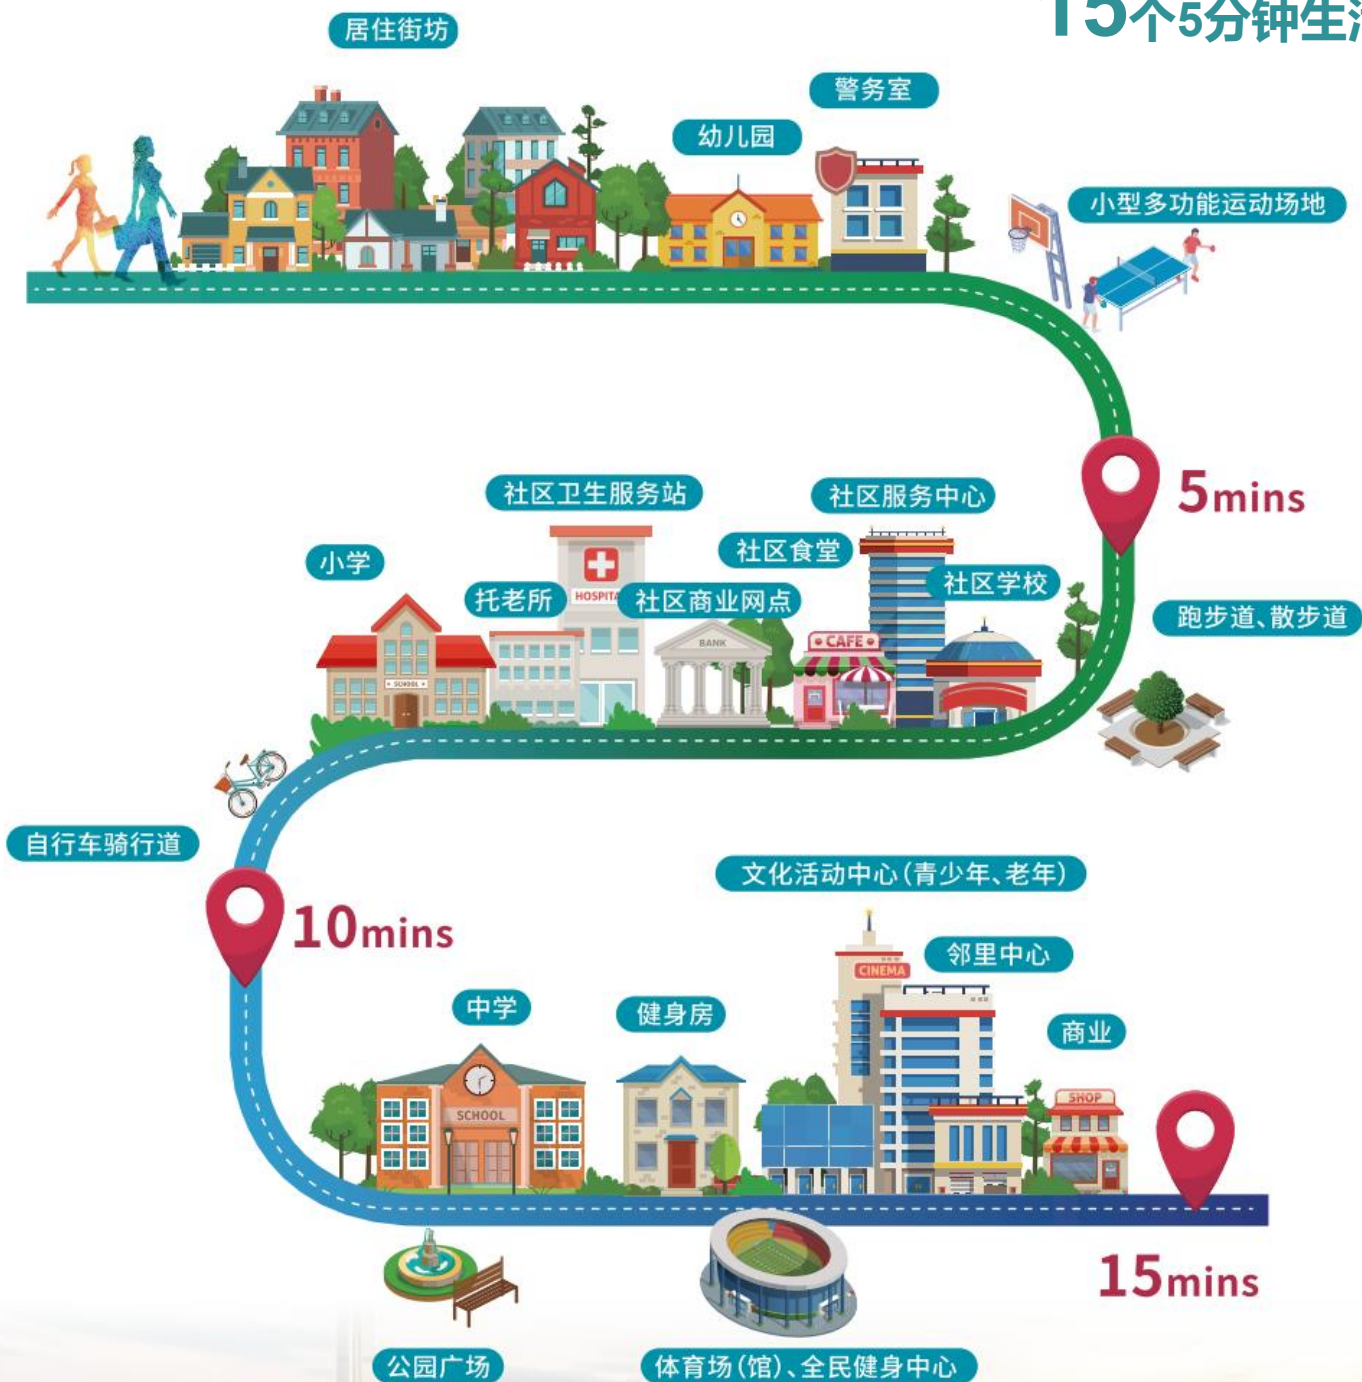 15个5分钟生
居住街坊
警务室
幼儿园
小型多功能运动场地
5mins
社区卫生服务站
社区服务中心
社区食堂
小学
社区学校
托老所
HOSPITA
社区商业网点
跑步道、散步道
BANK
CAFE
SCHOOL
自行车骑行道
文化活动中心(青少年、老年)
10mins
邻里中心
CINEMA
中学
健身房
商业
SHOP
SCHOOL
15mins
公园广场
体育场(馆)、全民健身中心